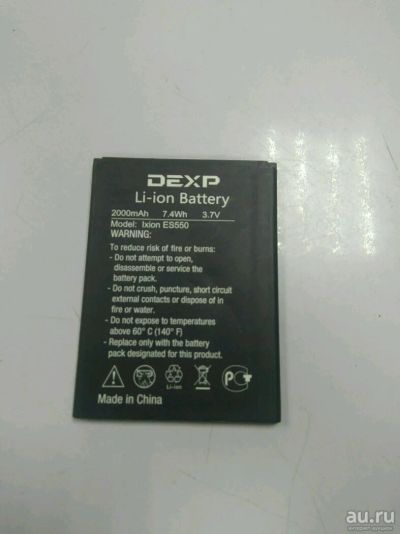 DEXP
Li-ion Battery
2000mAh 7.4Wh 3.7V
Model: Ixion ES550
WARNING:
To reduce risk of fire or burns:
- Do not attempt to open,
disassemble or service the
battery pack.
- Do not crush, puncture, short circuit
external contacts or dispose of in
fire or water.
- Do not expose to temperatures
above 60° C (140° F)
- Replace only with the battery
pack designated for this product.
Li-ion
Made in China
au.ru
интернет-аукцион